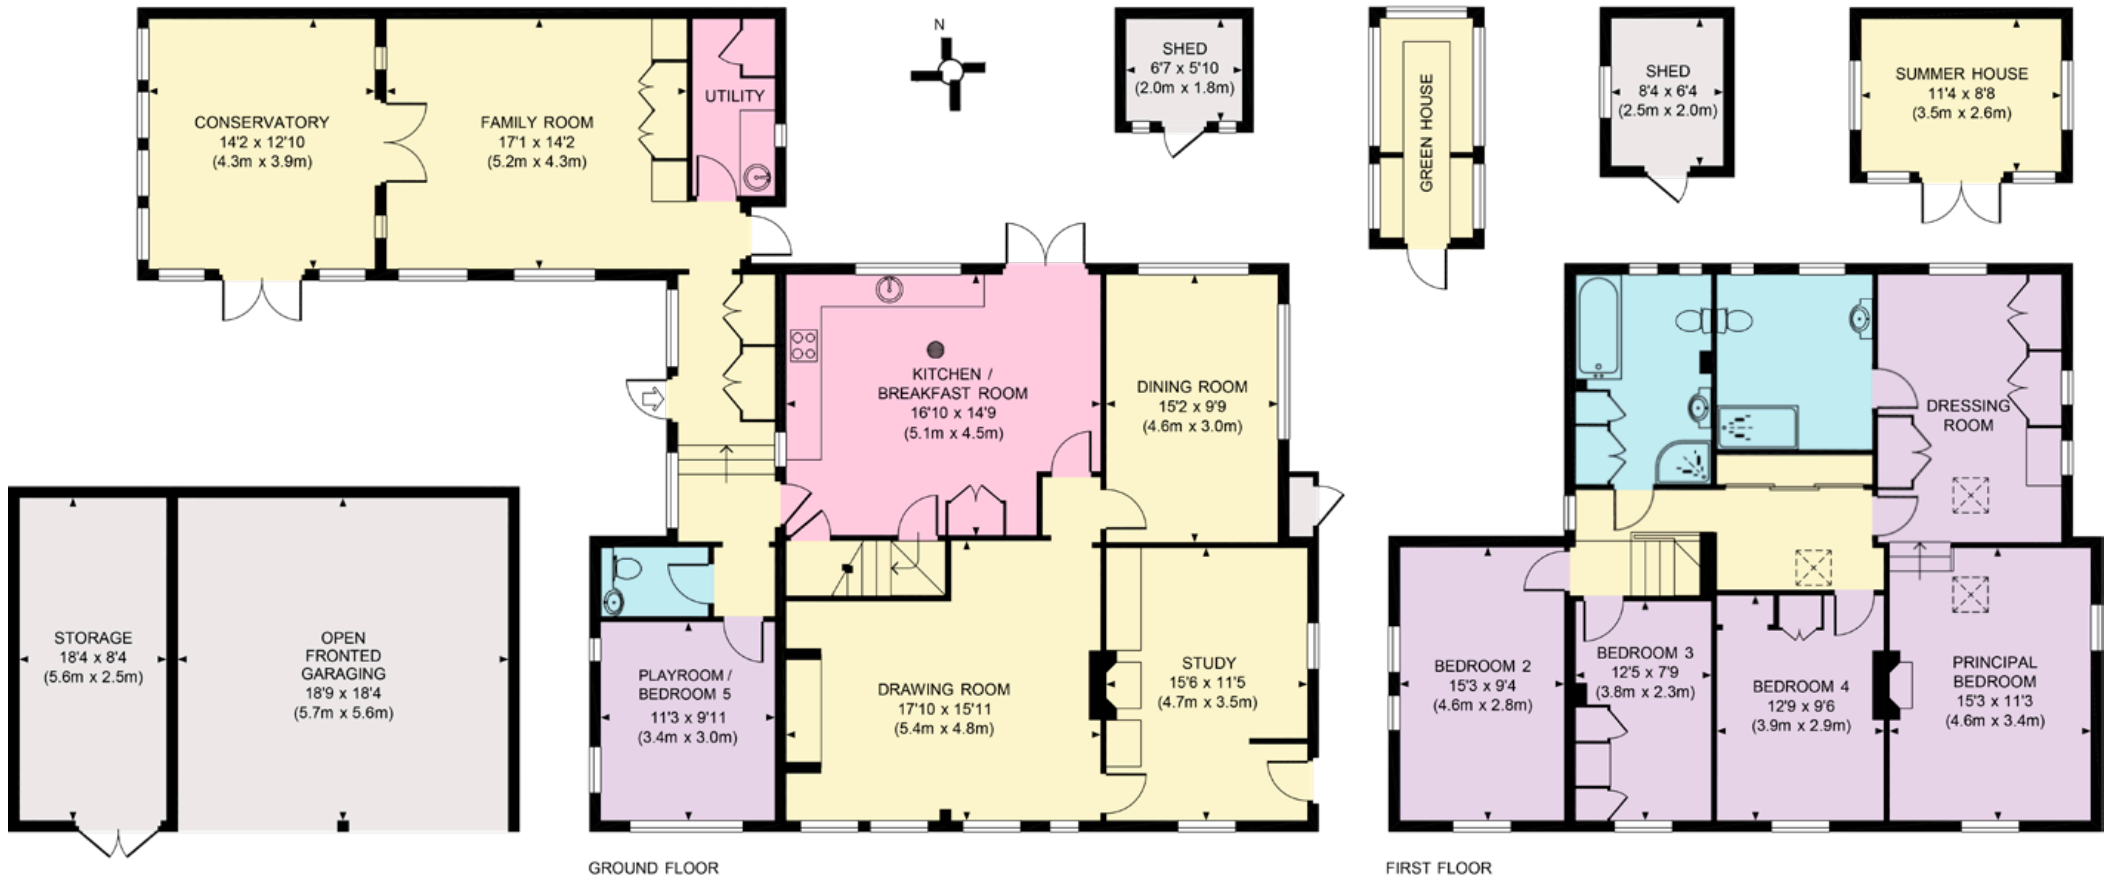 N
CONSERVATORY
14'2 x 12'10
(4.3m x 3.9m)
FAMILY ROOM
17'1 x 14'2
(5.2m x 4.3m)
UTILITY
SHED
6'7 x 5'10
(2.0m x 1.8m)
GREEN HOUSE
SHED
8'4 x 6'4
(2.5m x 2.0m)
SUMMER HOUSE
11'4 x 8'8
(3.5m x 2.6m)
KITCHEN /
BREAKFAST ROOM
16'10 x 14'9
(5.1m x 4.5m)
DINING ROOM
15'2 x 9'9
(4.6m x 3.0m)
DRESSING
ROOM
STORAGE
18'4 x 8'4
(5.6m x 2.5m)
OPEN
FRONTED
GARAGING
18'9 x 18'4
(5.7m x 5.6m)
PLAYROOM /
BEDROOM 5
11'3 x 9'11
(3.4m x 3.0m)
DRAWING ROOM
17'10 x 15'11
(5.4m x 4.8m)
STUDY
15'6 x 11'5
(4.7m x 3.5m)
BEDROOM 2
15'3 x 9'4
(4.6m x 2.8m)
BEDROOM 3
12'5 x 7'9
(3.8m x 2.3m)
BEDROOM 4
12'9 x 9'6
(3.9m x 2.9m)
PRINCIPAL
BEDROOM
15'3 x 11'3
(4.6m x 3.4m)
GROUND FLOOR
FIRST FLOOR